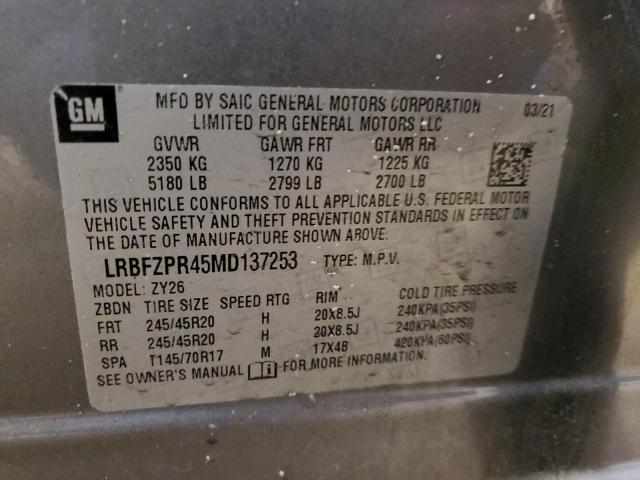 GM
MFD BY SAIC GENERAL MOTORS CORPORATION 03/21
LIMITED FOR GENERAL MOTORS LLC
GVWR GAWR FRT GAWR RR
2350 KG 1270 KG 1225 KG
5180 LB 2799 LB 2700 LB
THIS VEHICLE CONFORMS TO ALL APPLICABLE U.S. FEDERAL MOTOR
VEHICLE SAFETY AND THEFT PREVENTION STANDARDS IN EFFECT ON
THE DATE OF MANUFACTURE SHOWN ABOVE.
LRBFZPR45MD137253 TYPE: M.P.V.
MODEL: ZY26
ZBDN TIRE SIZE SPEED RTG RIM COLD TIRE PRESSURE
FRT 245/45R20 H 20X8.5J 240KPA(35PSI)
RR 245/45R20 H 20X8.5J 240KPA(35PSI)
SPA T145/70R17 M 17X4B 420KPA(60PSI)
SEE OWNER'S MANUAL FOR MORE INFORMATION.